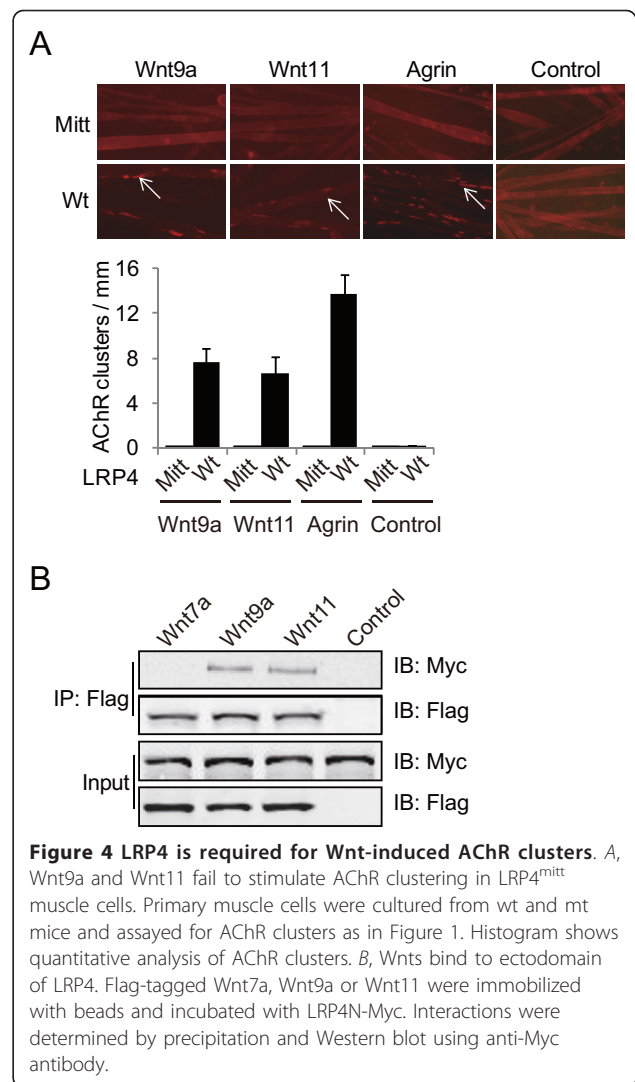 A
Wnt9a Wnt11 Agrin Control
Mitt
Wt
16
12
8
4
0
AChR clusters / mm
LRP4 Mitt Wt Mitt Wt Mitt Wt Mitt Wt
Wnt9a Wnt11 Agrin Control
B
Wnt7a Wnt9a Wnt11 Control
IP: Flag
IB: Myc
IB: Flag
Input
IB: Myc
IB: Flag
Figure 4 LRP4 is required for Wnt-induced AChR clusters. A,
Wnt9a and Wnt11 fail to stimulate AChR clustering in LRP4mitt
muscle cells. Primary muscle cells were cultured from wt and mt
mice and assayed for AChR clusters as in Figure 1. Histogram shows
quantitative analysis of AChR clusters. B, Wnts bind to ectodomain
of LRP4. Flag-tagged Wnt7a, Wnt9a or Wnt11 were immobilized
with beads and incubated with LRP4N-Myc. Interactions were
determined by precipitation and Western blot using anti-Myc
antibody.